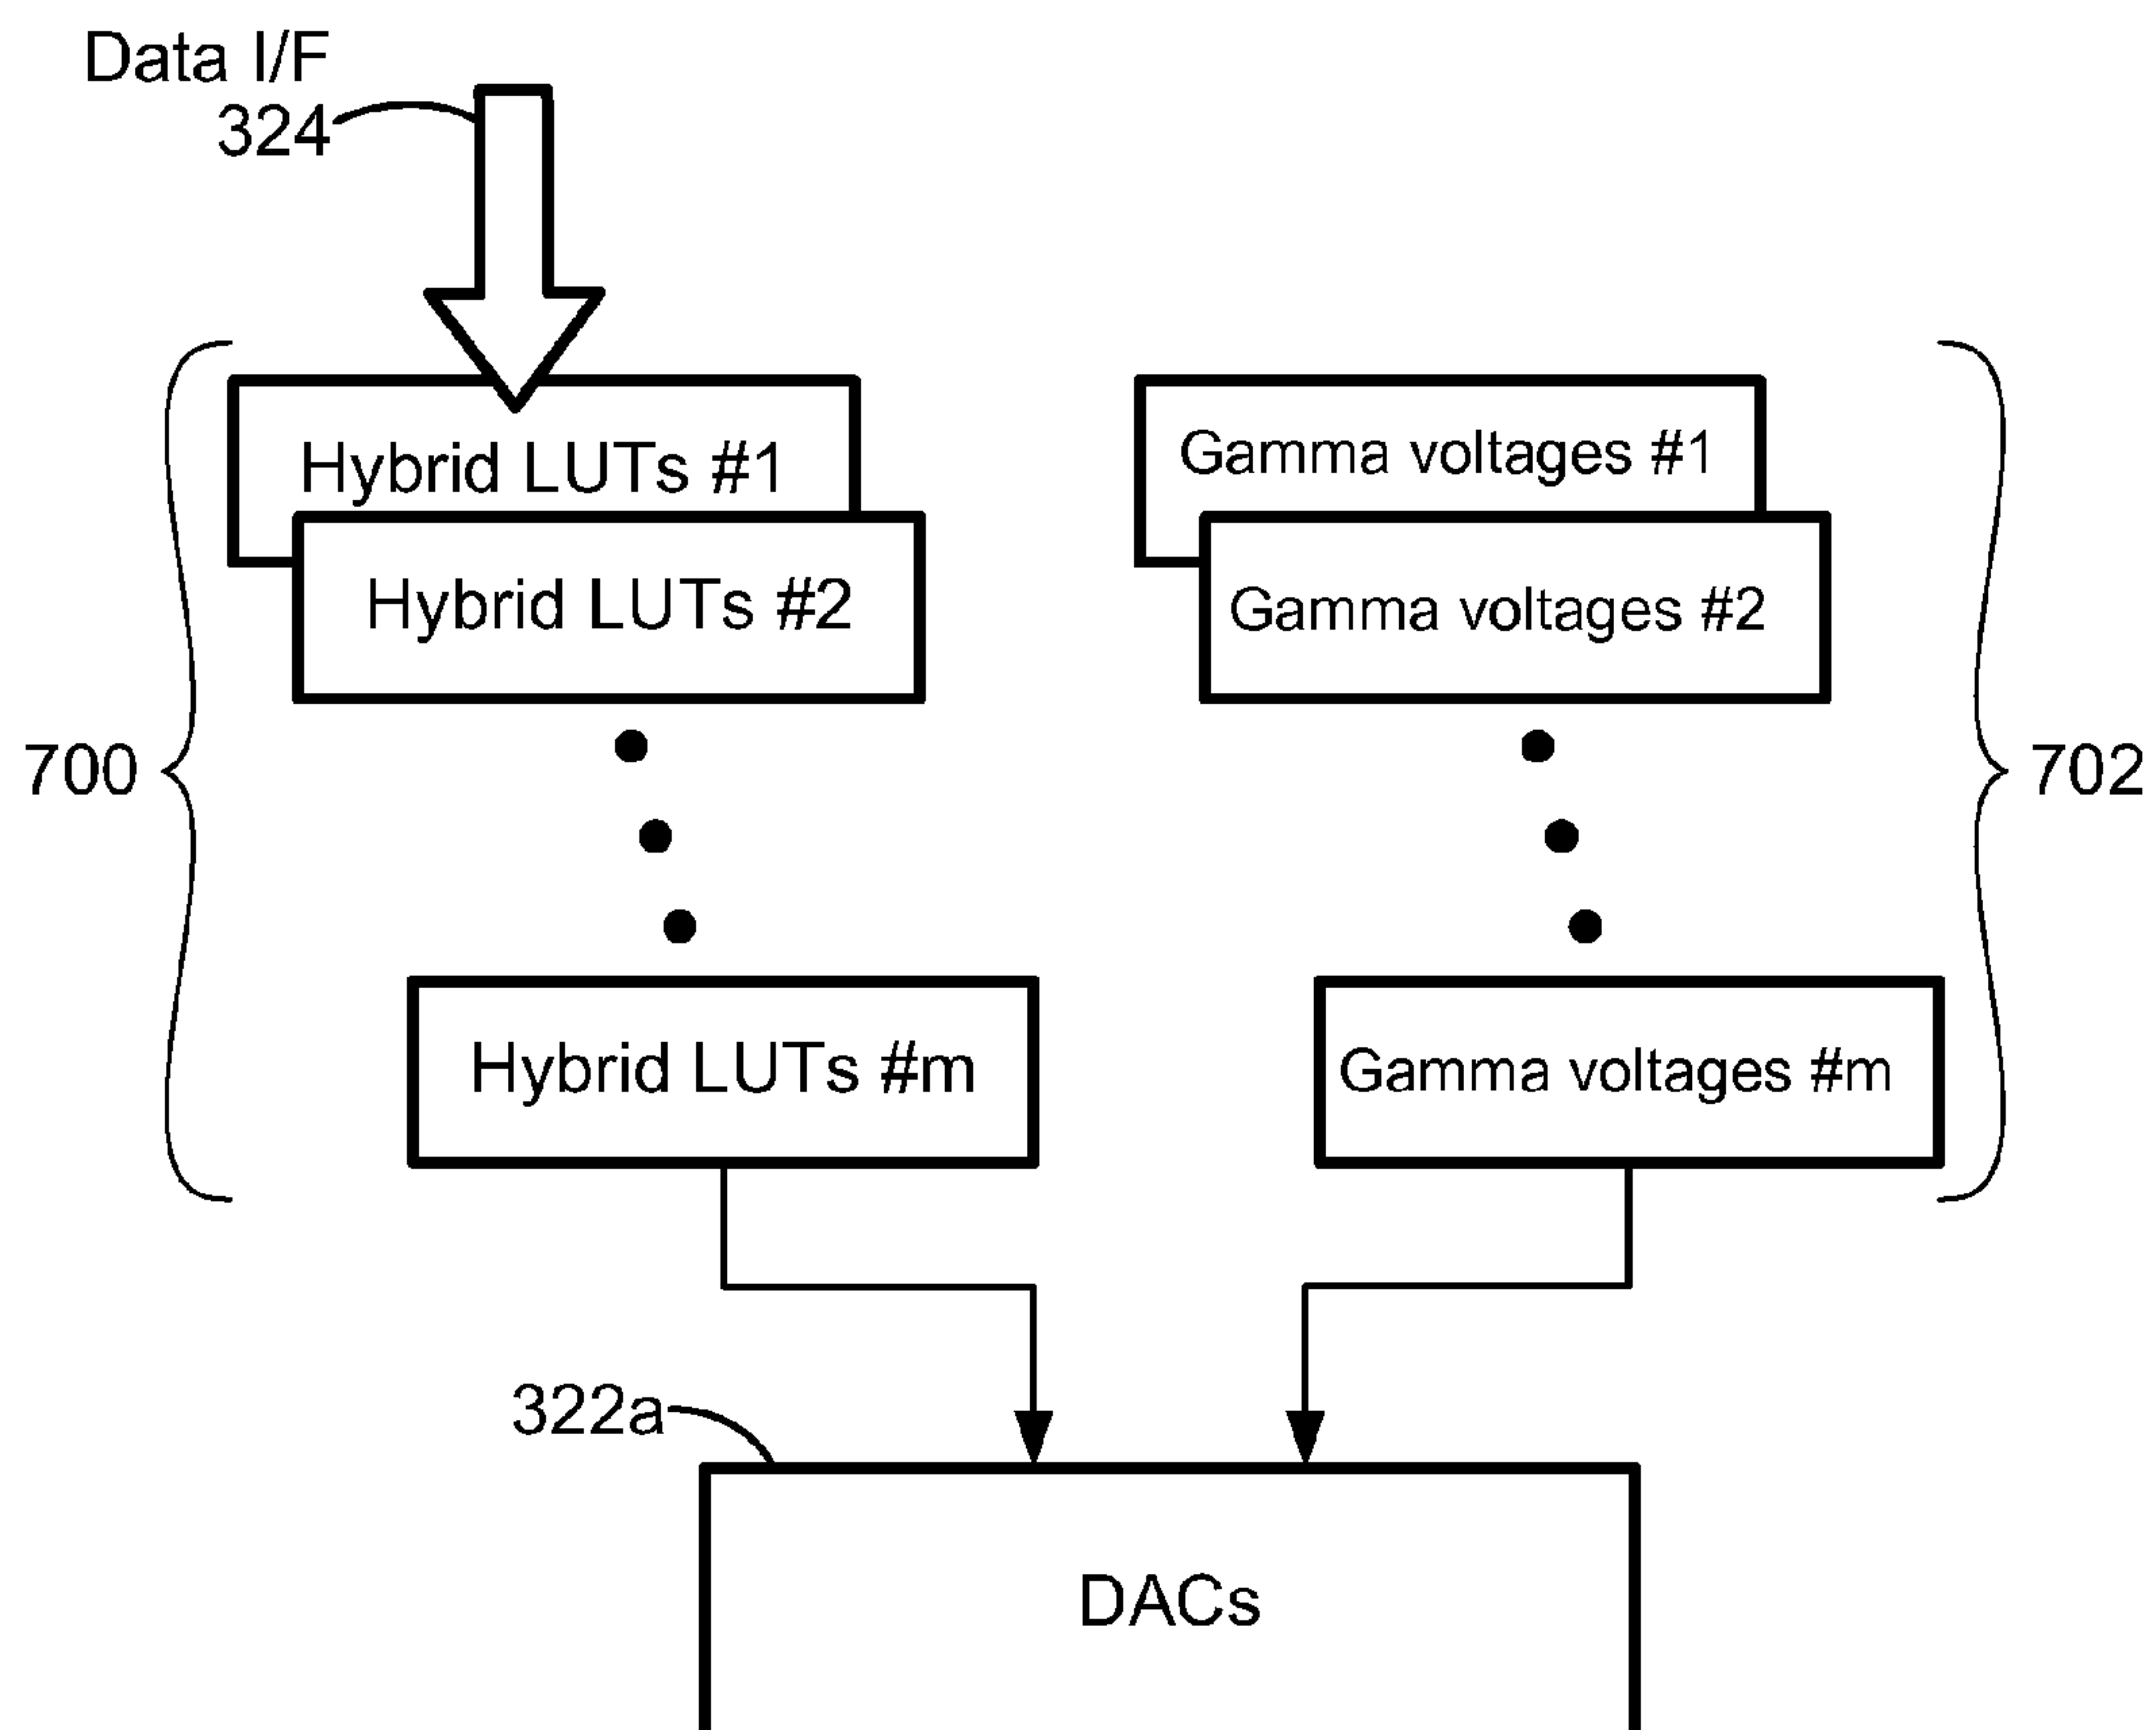 Data I/F
324
Hybrid LUTs #1
Gamma voltages #1
Hybrid LUTs #2
Gamma voltages #2
700
702
Hybrid LUTs #m
Gamma voltages #m
322a
DACs